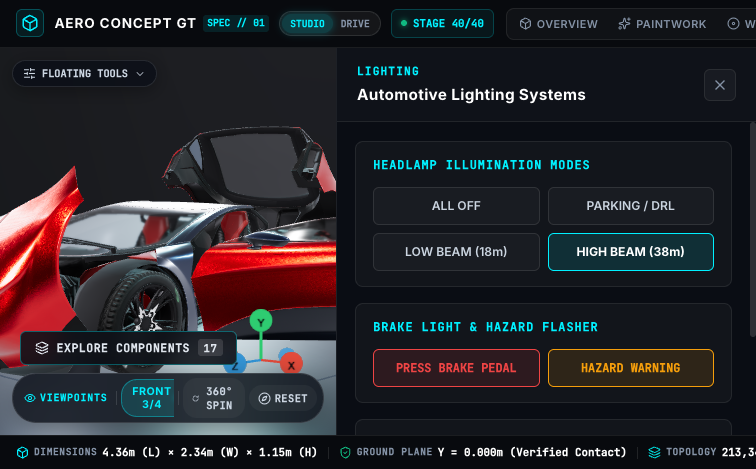 AERO CONCEPT GT SPEC // 01 STUDIO DRIVE STAGE 40/40 OVERVIEW PAINTWORK W
FLOATING TOOLS
LIGHTING
Automotive Lighting Systems
HEADLAMP ILLUMINATION MODES
ALL OFF PARKING / DRL
LOW BEAM (18m) HIGH BEAM (38m)
BRAKE LIGHT & HAZARD FLASHER
PRESS BRAKE PEDAL HAZARD WARNING
Y
Z X
EXPLORE COMPONENTS 17
VIEWPOINTS FRONT 3/4 360° SPIN RESET
DIMENSIONS 4.36m (L) × 2.34m (W) × 1.15m (H) GROUND PLANE Y = 0.000m (Verified Contact) TOPOLOGY 213,